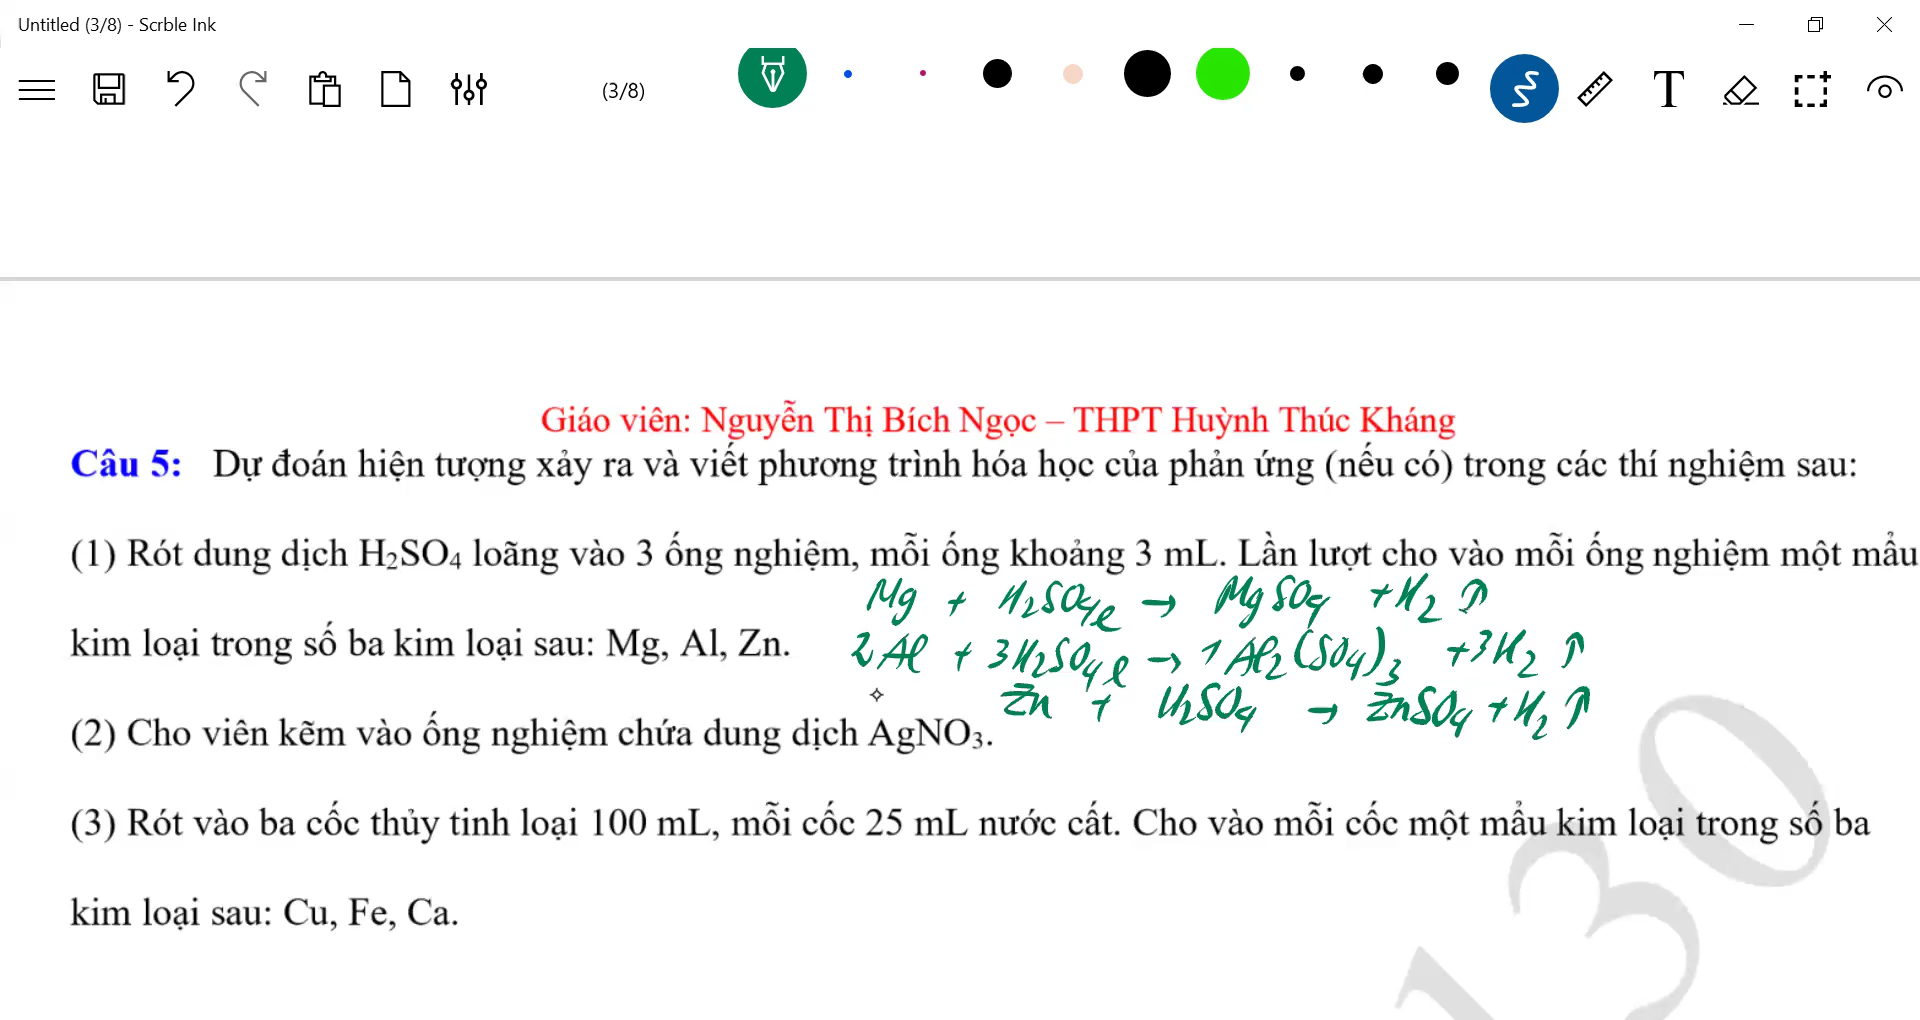 Untitled (3/8) - Scrble Ink
(3/8)
T
Giáo viên: Nguyễn Thị Bích Ngọc – THPT Huỳnh Thúc Kháng
Câu 5: Dự đoán hiện tượng xảy ra và viết phương trình hóa học của phản ứng (nếu có) trong các thí nghiệm sau:
(1) Rót dung dịch H₂SO₄ loãng vào 3 ống nghiệm, mỗi ống khoảng 3 mL. Lần lượt cho vào mỗi ống nghiệm một mẩu
Mg + H₂SO₄ l → MgSO₄ + H₂ ↑
kim loại trong số ba kim loại sau: Mg, Al, Zn.
2Al + 3H₂SO₄ l → 1Al₂(SO₄)₃ + 3H₂ ↑
Zn + H₂SO₄ → ZnSO₄ + H₂ ↑
(2) Cho viên kẽm vào ống nghiệm chứa dung dịch AgNO₃.
(3) Rót vào ba cốc thủy tinh loại 100 mL, mỗi cốc 25 mL nước cất. Cho vào mỗi cốc một mẩu kim loại trong số ba
kim loại sau: Cu, Fe, Ca.
130